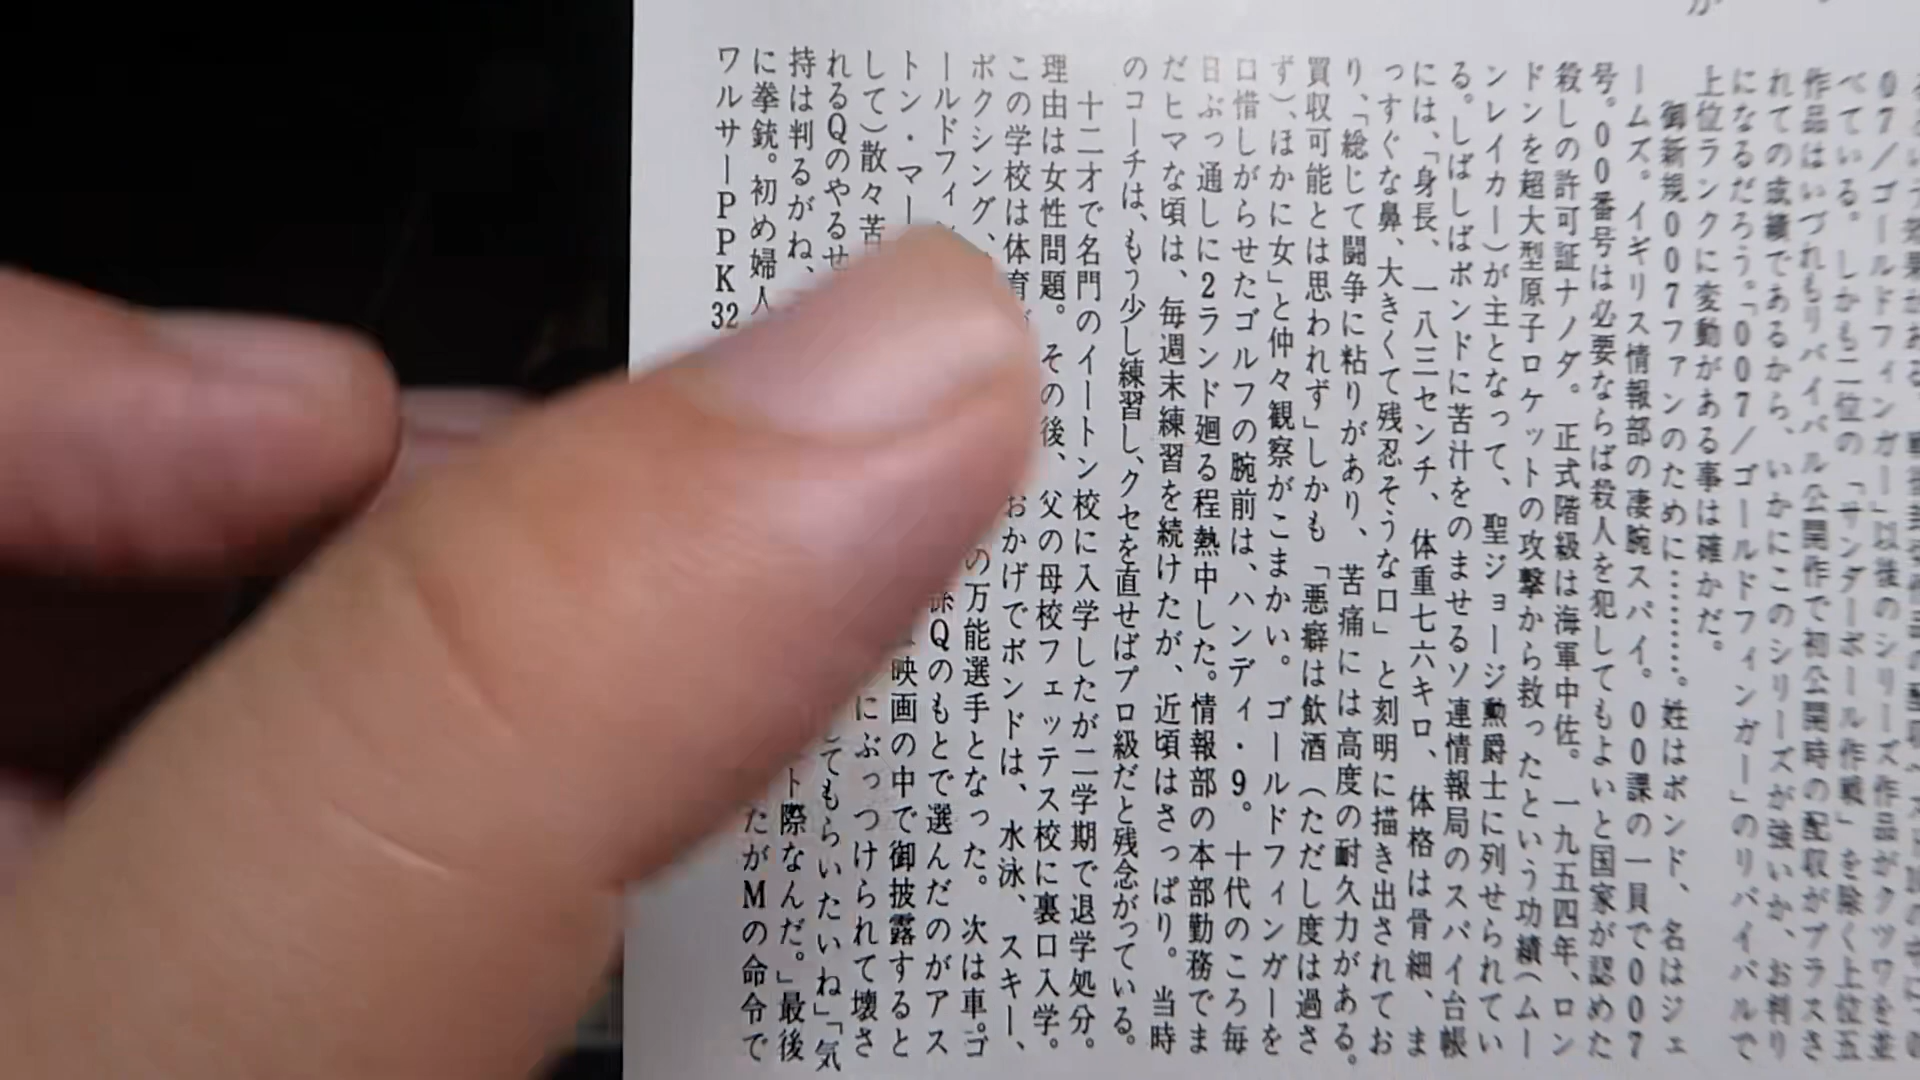 07/ゴールドフィンガー」以後のシリーズ作品がクツワを並
べている。しかも二位の「サンダーボール作戦」を除く上位五
作品はいづれもリバイバル公開作で初公開時の配収がプラスさ
れての成績であるから、いかにこのシリーズが強いか、お判り
になるだろう。「007/ゴールドフィンガー」のリバイバルで
上位ランクに変動がある事は確かだ。
御新規007ファンのために…………。姓はボンド、名はジェ
ームズ。イギリス情報部の凄腕スパイ。00課の一員で007
号。00番号は必要ならば殺人を犯してもよいと国家が認めた
殺しの許可証ナノダ。正式階級は海軍中佐。一九五四年、ロン
ドンを超大型原子ロケットの攻撃から救ったという功績(ムー
ンレイカー)が主となって、聖ジョージ勲爵士に列せられてい
る。しばしばボンドに苦汁をのませるソ連情報局のスパイ台帳
には、「身長、一八三センチ、体重七六キロ、体格は骨細、ま
っすぐな鼻、大きくて残忍そうな口」と刻明に描き出されてお
り、「総じて闘争に粘りがあり、苦痛には高度の耐久力がある。
買収可能とは思われず」しかも「悪癖は飲酒(ただし度は過さ
ず)、ほかに女」と仲々観察がこまかい。ゴールドフィンガーを
口惜しがらせたゴルフの腕前は、ハンディ・9。十代のころ毎
日ぶっ通しに2ランド廻る程熱中した。情報部の本部勤務でま
だヒマな頃は、毎週末練習を続けたが、近頃はさっぱり。当時
のコーチは、もう少し練習し、クセを直せばプロ級だと残念がっている。
十二才で名門のイートン校に入学したが二学期で退学処分。
理由は女性問題。その後、父の母校フェッテス校に裏口入学。
この学校は体育 おかげでボンドは、水泳、スキー、
ボクシング、 の万能選手となった。次は車。ゴ
ールドフィン Qのもとで選んだのがアス
トン・マー 映画の中で御披露すると
して)散々苦 にぶっつけられて壊さ
れるQのやるせ てもらいたいね」「気
持は判るがね、 ト際なんだ。」最後
に拳銃。初め婦人 たがMの命令で
ワルサーPPK32